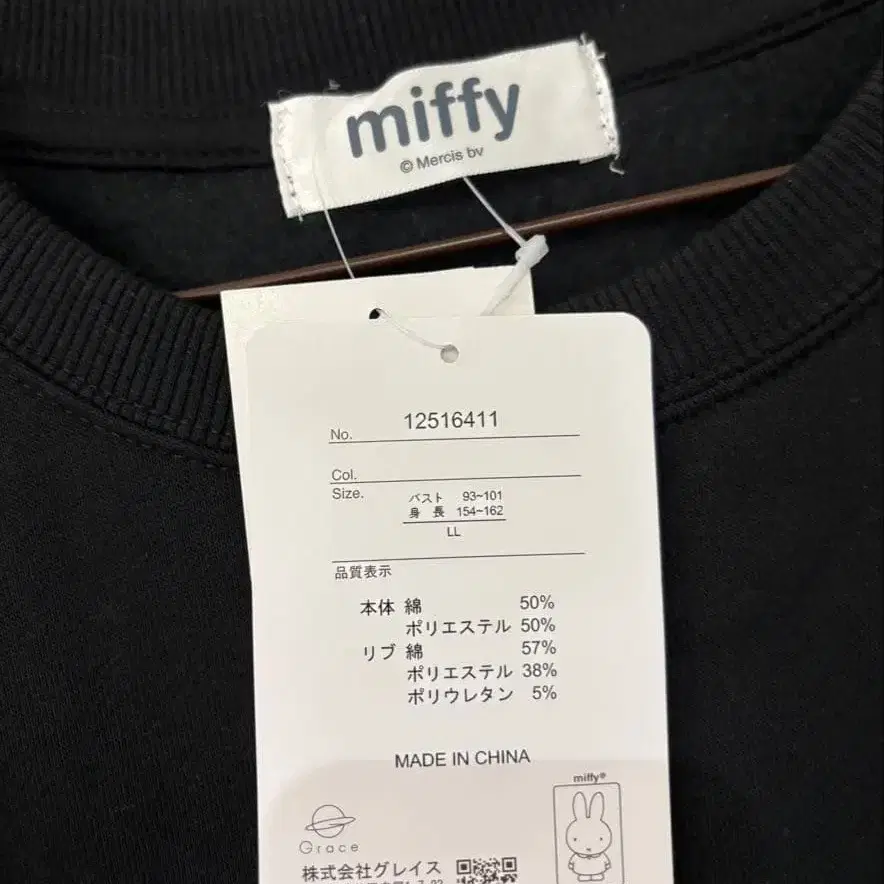 miffy
© Mercis bv
No. 12516411
Col.
Size. バスト 93~101
身 長 154~162
LL
品質表示
本体 綿 50%
ポリエステル 50%
リブ 綿 57%
ポリエステル 38%
ポリウレタン 5%
MADE IN CHINA
miffy®
Grace
株式会社グレイス